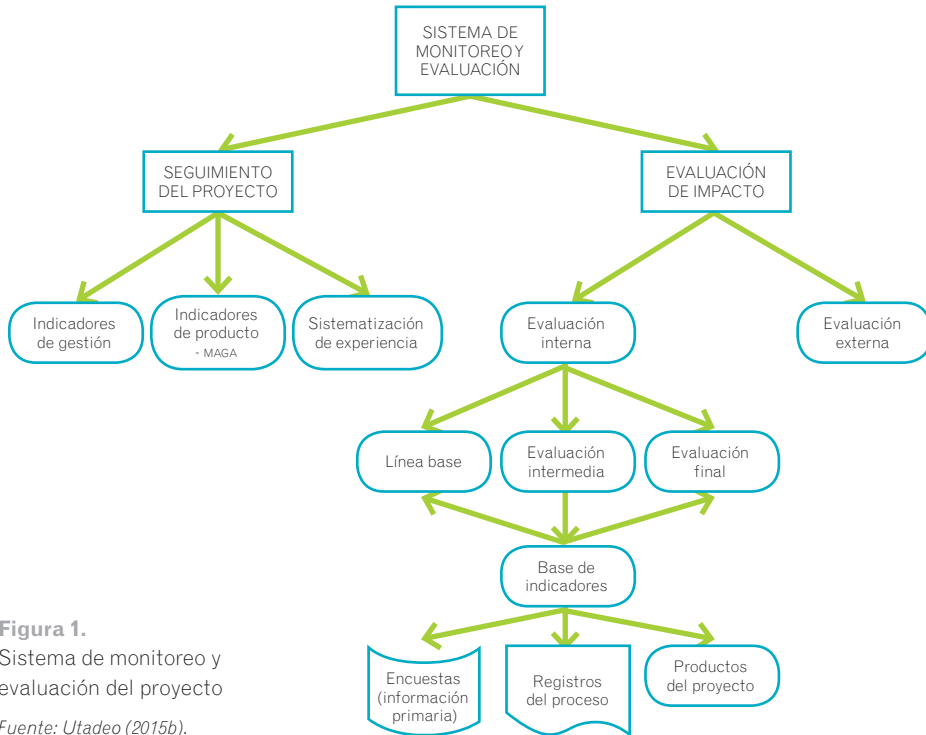 SISTEMA DE
MONITOREO Y
EVALUACIÓN
SEGUIMIENTO
DEL PROYECTO
EVALUACIÓN
DE IMPACTO
Indicadores
de gestión
Indicadores
de producto
- MAGA
Sistematización
de experiencia
Evaluación
interna
Evaluación
externa
Línea base
Evaluación
intermedia
Evaluación
final
Base de
indicadores
Encuestas
(información
primaria)
Registros
del proceso
Productos
del proyecto
Figura 1.
Sistema de monitoreo y
evaluación del proyecto
Fuente: Utadeo (2015b).